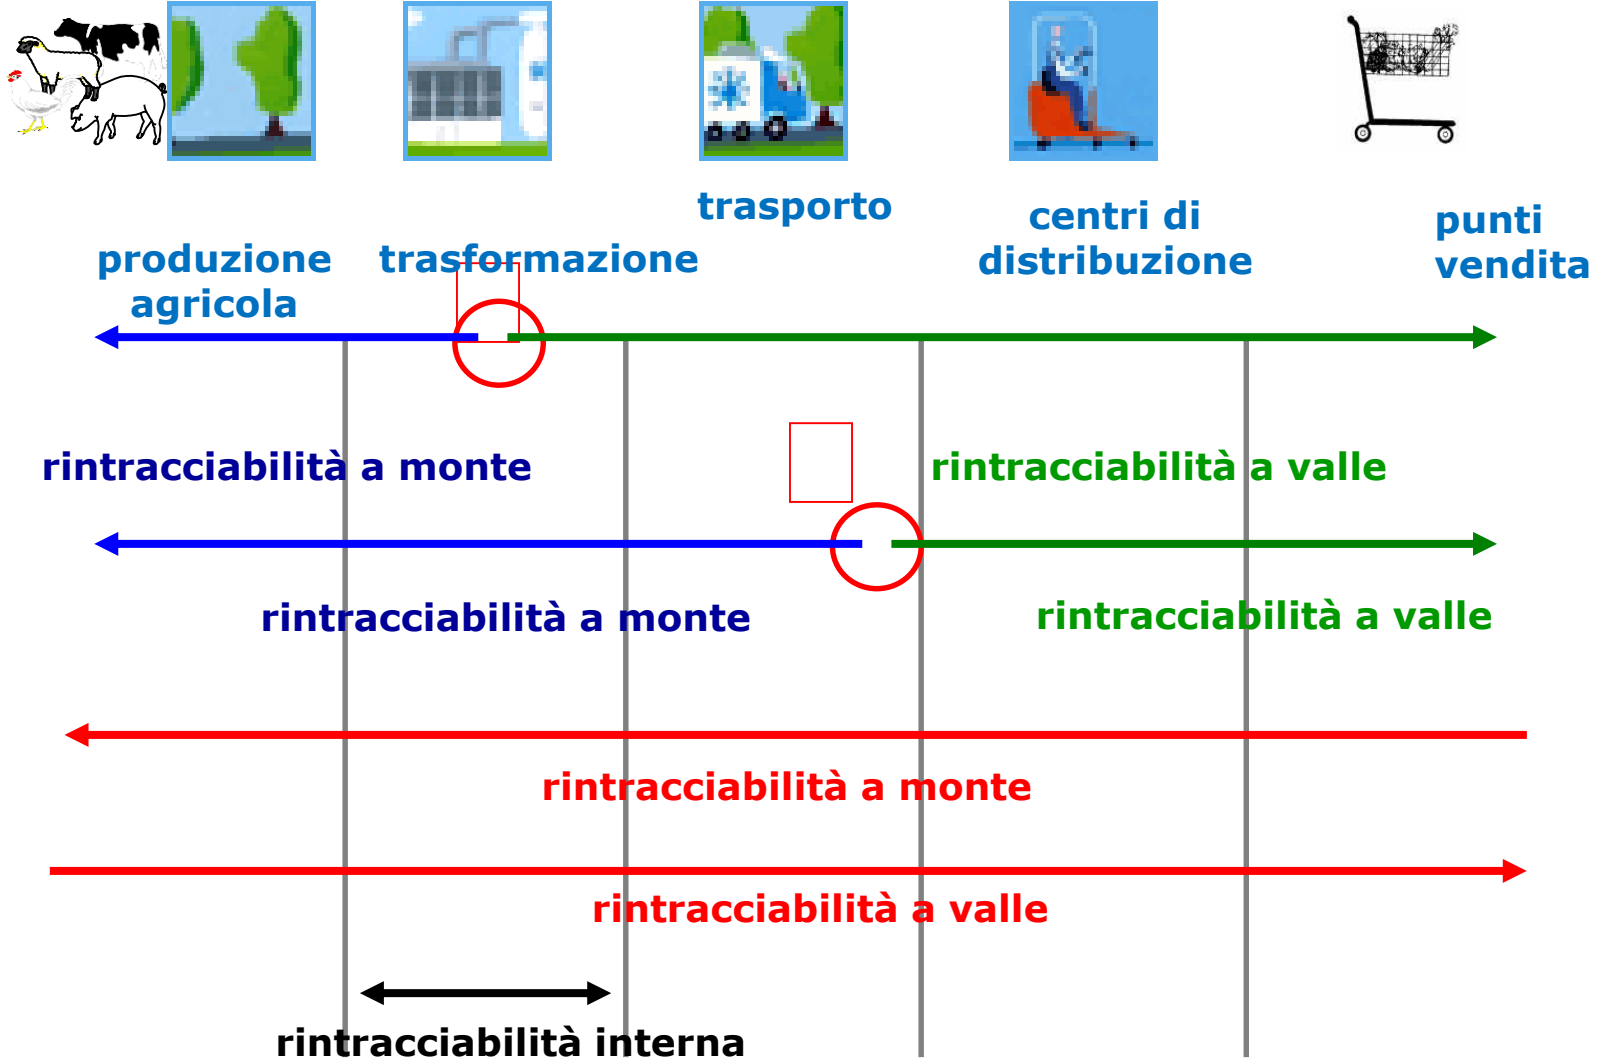 trasporto
centri di
distribuzione
punti
vendita
produzione
agricola
trasformazione
rintracciabilità a monte
rintracciabilità a valle
rintracciabilità a monte
rintracciabilità a valle
rintracciabilità a monte
rintracciabilità a valle
rintracciabilità interna